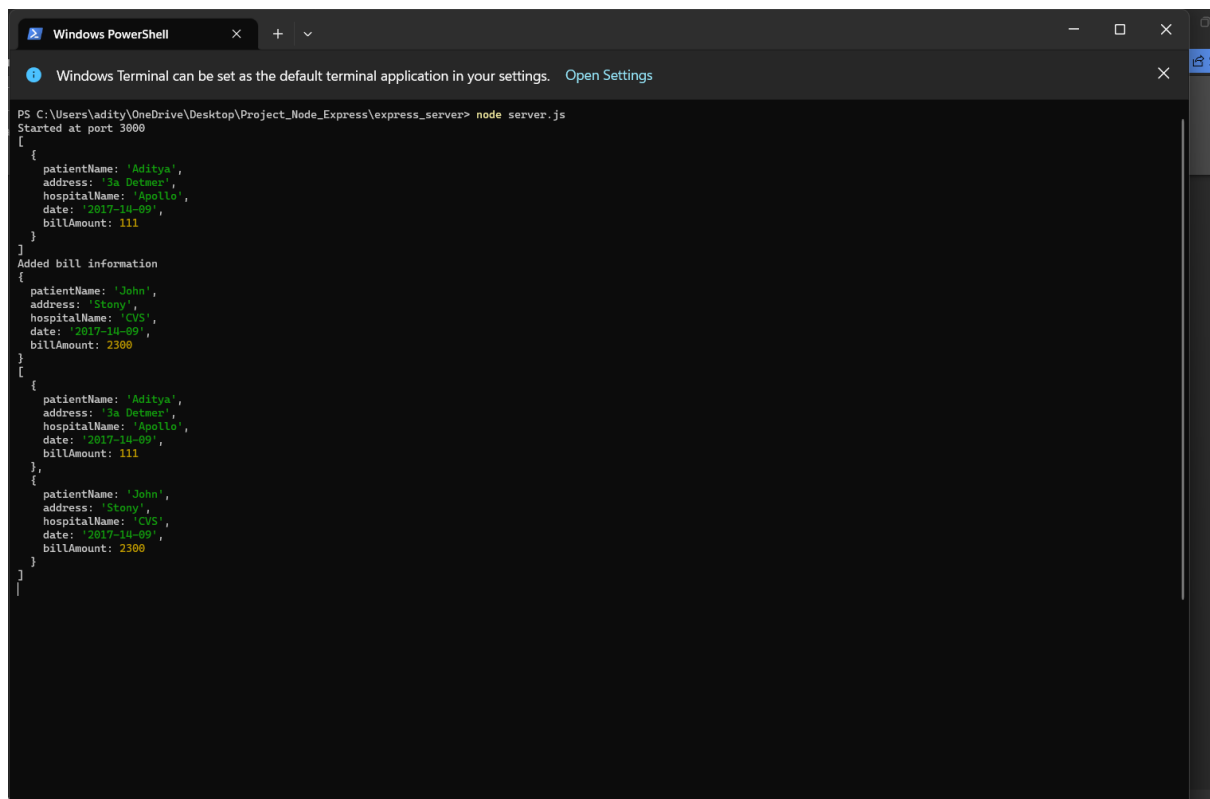 Windows PowerShell
Windows Terminal can be set as the default terminal application in your settings. Open Settings
PS C:\Users\adity\OneDrive\Desktop\Project_Node_Express\express_server> node server.js
Started at port 3000
[
  {
    patientName: 'Aditya',
    address: '3a Detmer',
    hospitalName: 'Apollo',
    date: '2017-14-09',
    billAmount: 111
  }
]
Added bill information
{
  patientName: 'John',
  address: 'Stony',
  hospitalName: 'CVS',
  date: '2017-14-09',
  billAmount: 2300
}
[
  {
    patientName: 'Aditya',
    address: '3a Detmer',
    hospitalName: 'Apollo',
    date: '2017-14-09',
    billAmount: 111
  },
  {
    patientName: 'John',
    address: 'Stony',
    hospitalName: 'CVS',
    date: '2017-14-09',
    billAmount: 2300
  }
]